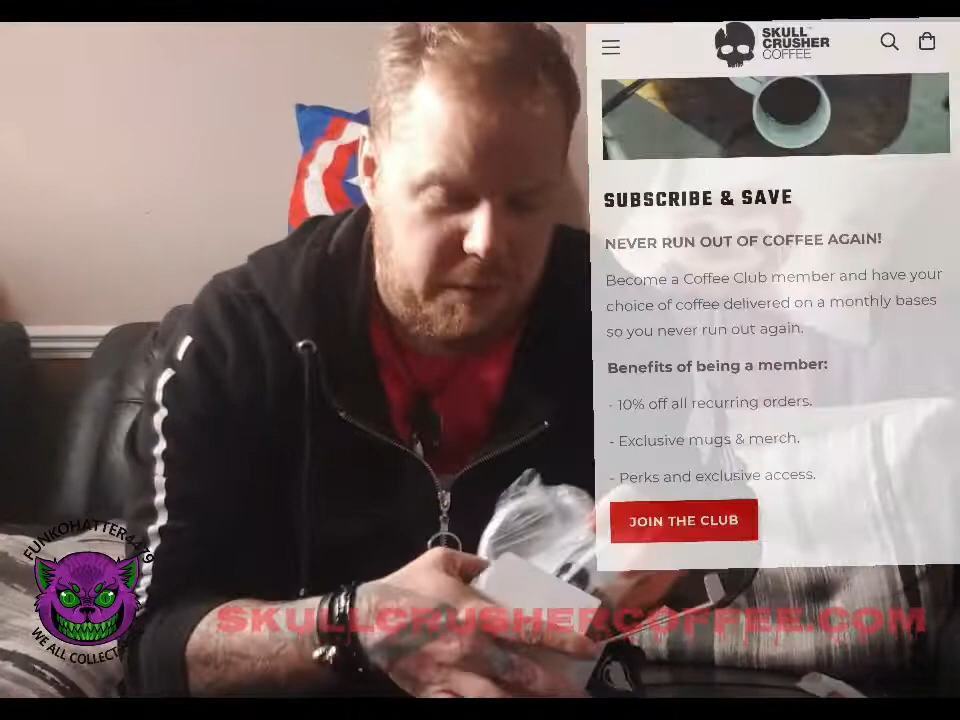 SKULL
CRUSHER
COFFEE
SUBSCRIBE & SAVE
NEVER RUN OUT OF COFFEE AGAIN!
Become a Coffee Club member and have your
choice of coffee delivered on a monthly bases
so you never run out again.
Benefits of being a member:
- 10% off all recurring orders.
- Exclusive mugs & merch.
- Perks and exclusive access.
JOIN THE CLUB
FUNKOHATTER4479
WE ALL COLLECT
SKULLCRUSHERCOFFEE.COM